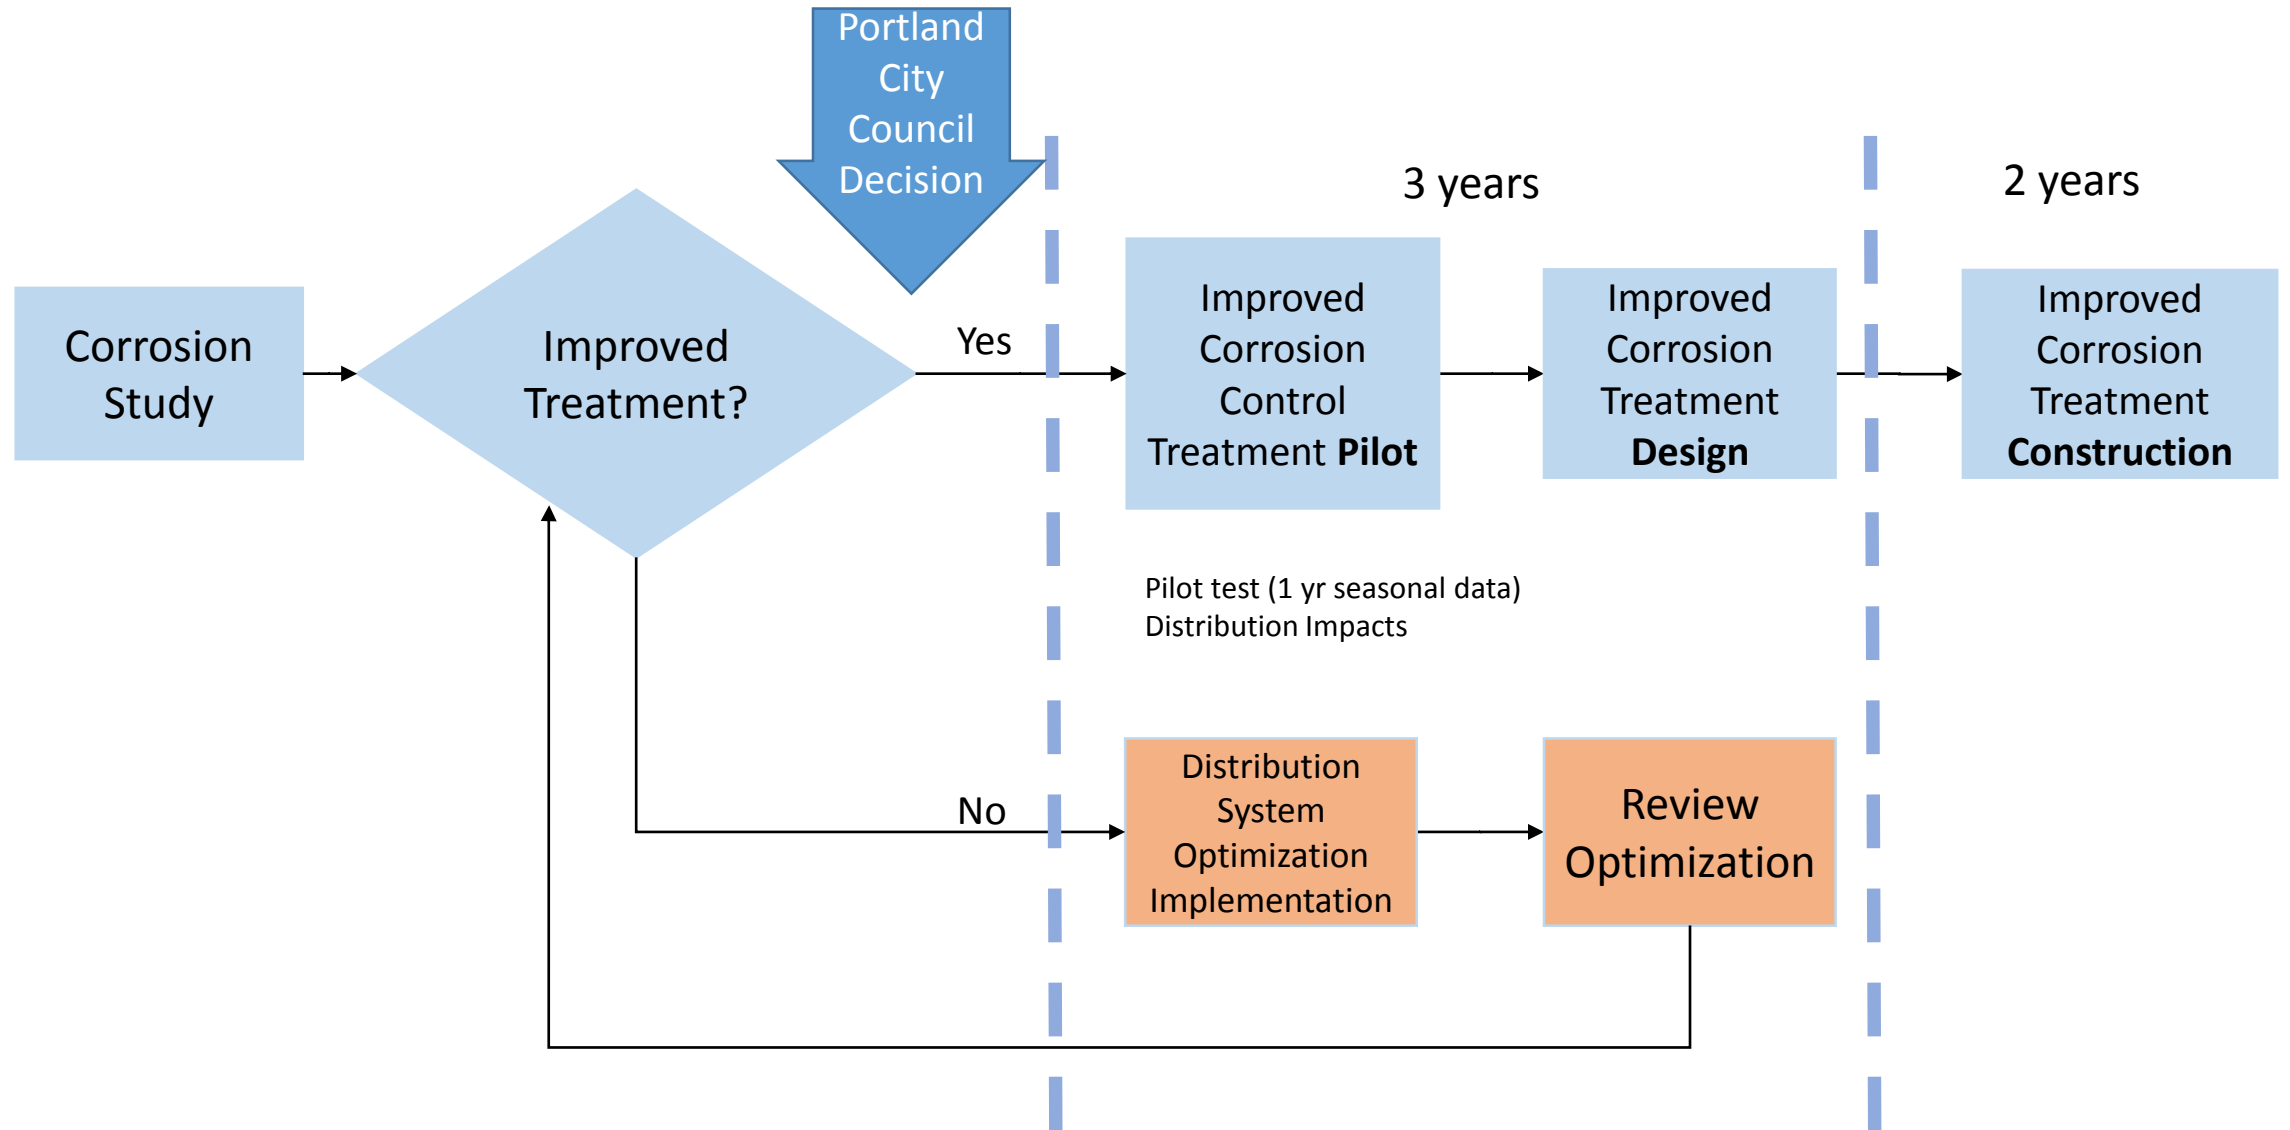 Portland
City
Council
Decision
3 years
2 years
Corrosion
Study
Improved
Treatment?
Yes
Improved
Corrosion
Control
Treatment Pilot
Improved
Corrosion
Treatment
Design
Improved
Corrosion
Treatment
Construction
Pilot test (1 yr seasonal data)
Distribution Impacts
No
Distribution
System
Optimization
Implementation
Review
Optimization